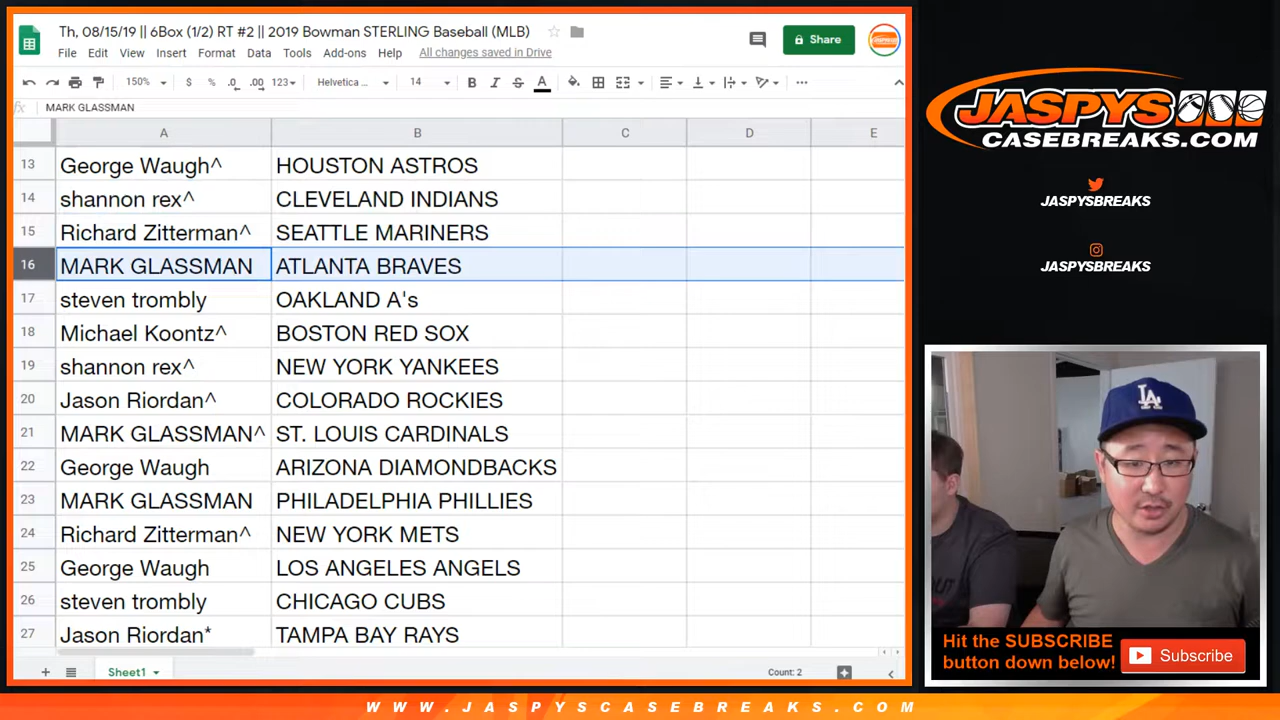 Th, 08/15/19 || 6Box (1/2) RT #2 || 2019 Bowman STERLING Baseball (MLB)
File Edit View Insert Format Data Tools Add-ons Help All changes saved in Drive
Share
150% $ % .0 .00 123 Helvetica ... 14 B I S A ...
fx MARK GLASSMAN
A B C D E
13 George Waugh^ HOUSTON ASTROS
14 shannon rex^ CLEVELAND INDIANS
15 Richard Zitterman^ SEATTLE MARINERS
16 MARK GLASSMAN ATLANTA BRAVES
17 steven trombly OAKLAND A's
18 Michael Koontz^ BOSTON RED SOX
19 shannon rex^ NEW YORK YANKEES
20 Jason Riordan^ COLORADO ROCKIES
21 MARK GLASSMAN^ ST. LOUIS CARDINALS
22 George Waugh ARIZONA DIAMONDBACKS
23 MARK GLASSMAN PHILADELPHIA PHILLIES
24 Richard Zitterman^ NEW YORK METS
25 George Waugh LOS ANGELES ANGELS
26 steven trombly CHICAGO CUBS
27 Jason Riordan* TAMPA BAY RAYS
Sheet1
Count: 2
JASPYS
CASEBREAKS.COM
JASPYSBREAKS
JASPYSBREAKS
LA
Hit the SUBSCRIBE
button down below!
Subscribe
WWW.JASPYSCASEBREAKS.COM